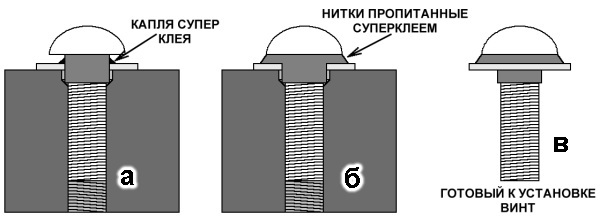 КАПЛЯ СУПЕР
КЛЕЯ
НИТКИ ПРОПИТАННЫЕ
СУПЕРКЛЕЕМ
а
б
в
ГОТОВЫЙ К УСТАНОВКЕ
ВИНТ